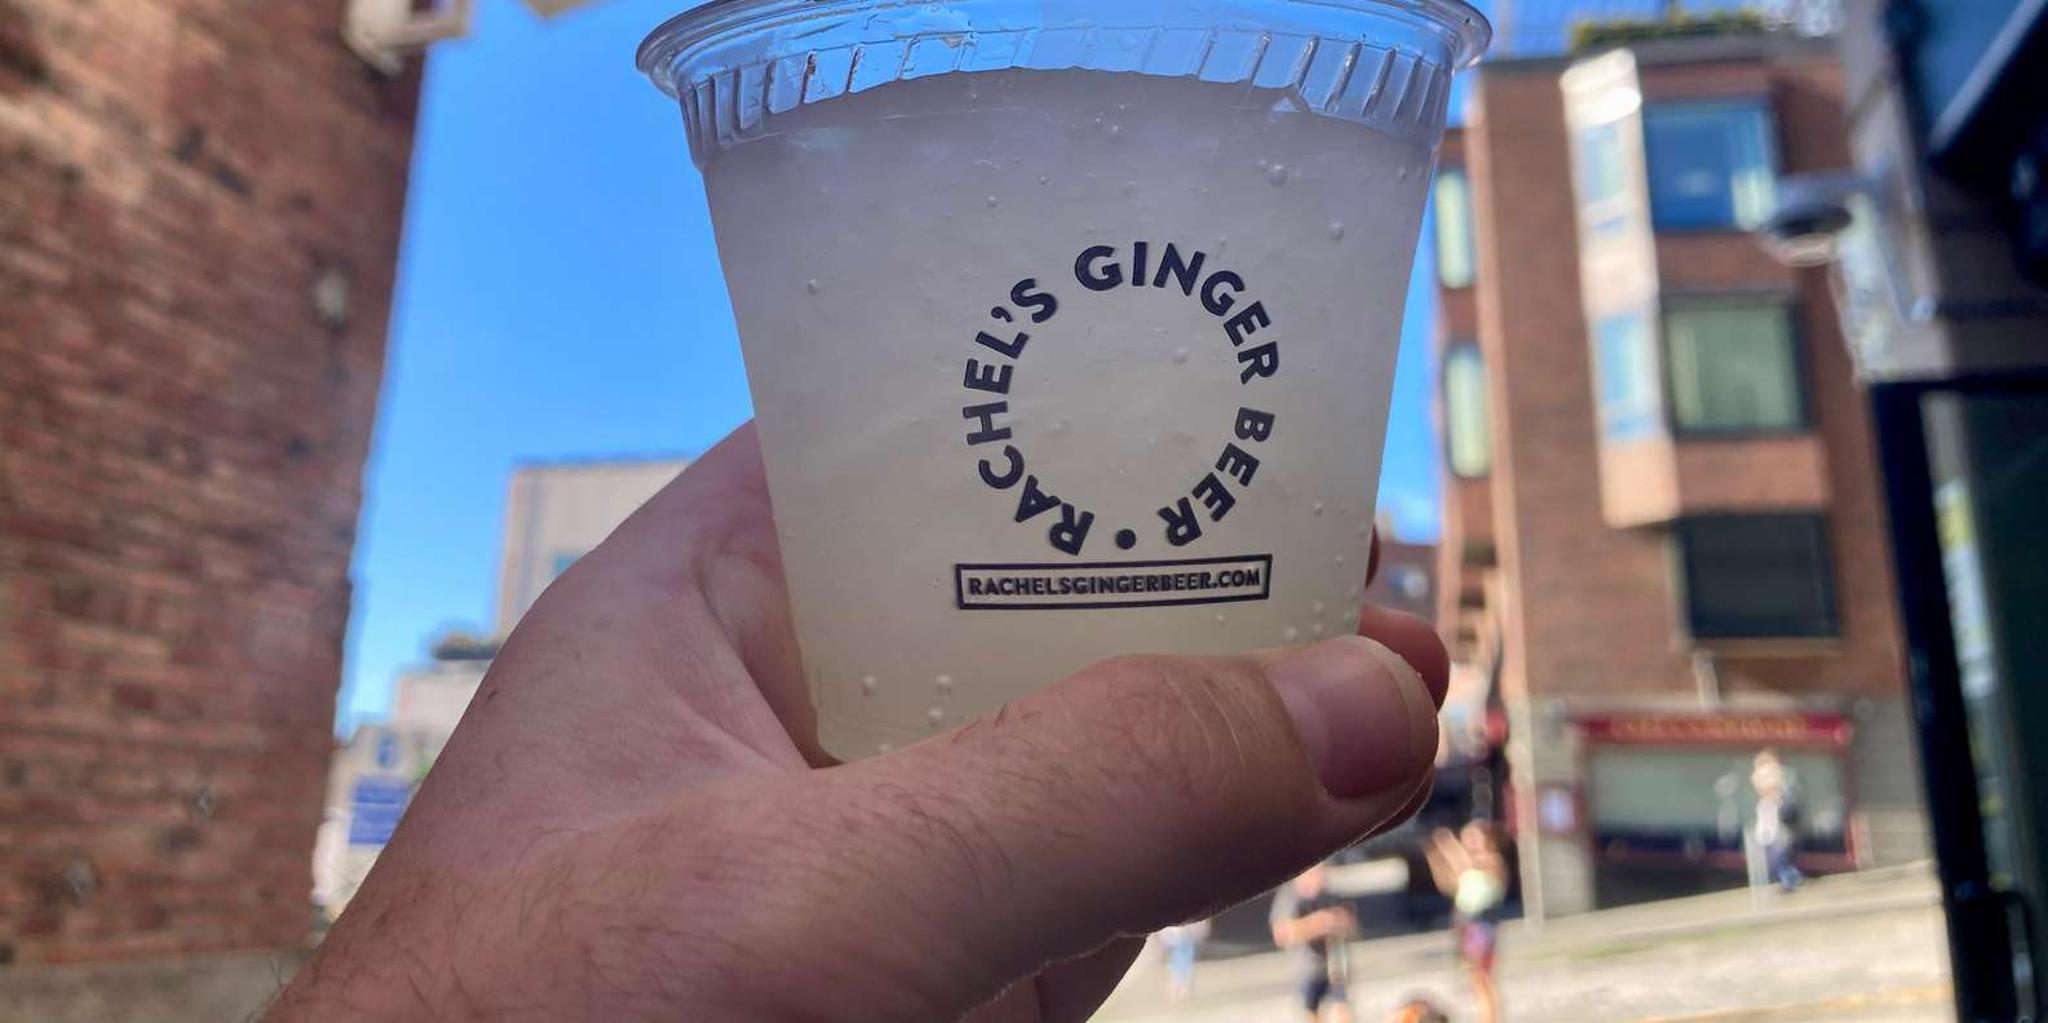 RACHEL'S GINGER BEER •
RACHELSGINGERBEER.COM